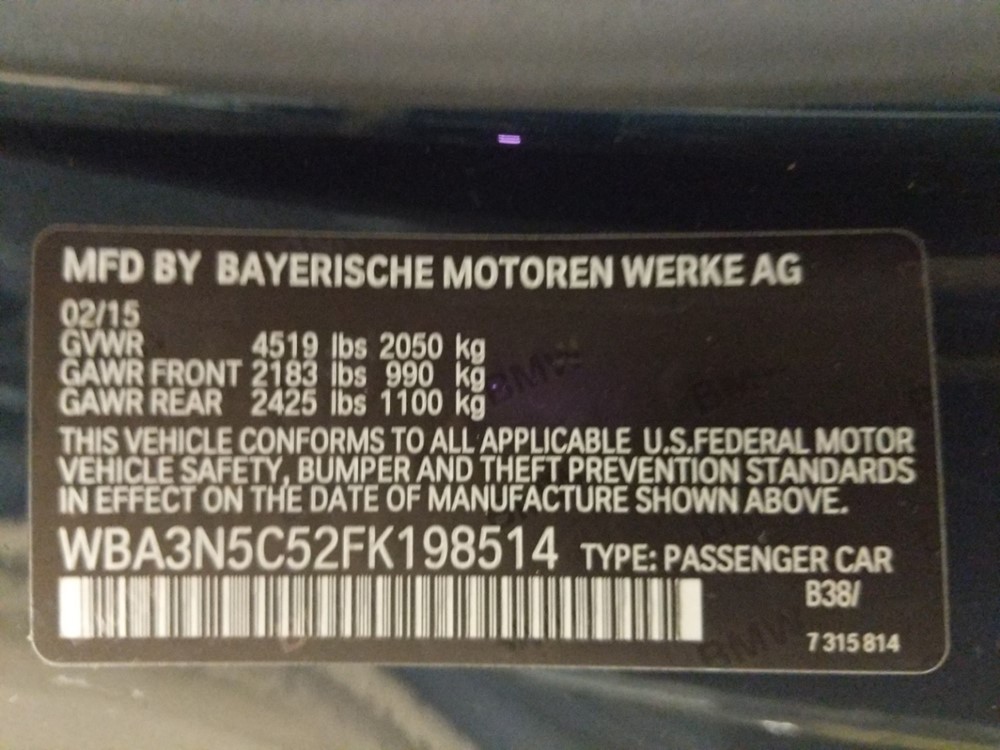 MFD BY BAYERISCHE MOTOREN WERKE AG
02/15
GVWR 4519 lbs 2050 kg
GAWR FRONT 2183 lbs 990 kg
GAWR REAR 2425 lbs 1100 kg
THIS VEHICLE CONFORMS TO ALL APPLICABLE U.S.FEDERAL MOTOR
VEHICLE SAFETY, BUMPER AND THEFT PREVENTION STANDARDS
IN EFFECT ON THE DATE OF MANUFACTURE SHOWN ABOVE.
WBA3N5C52FK198514 TYPE: PASSENGER CAR
B38/
7 315 814